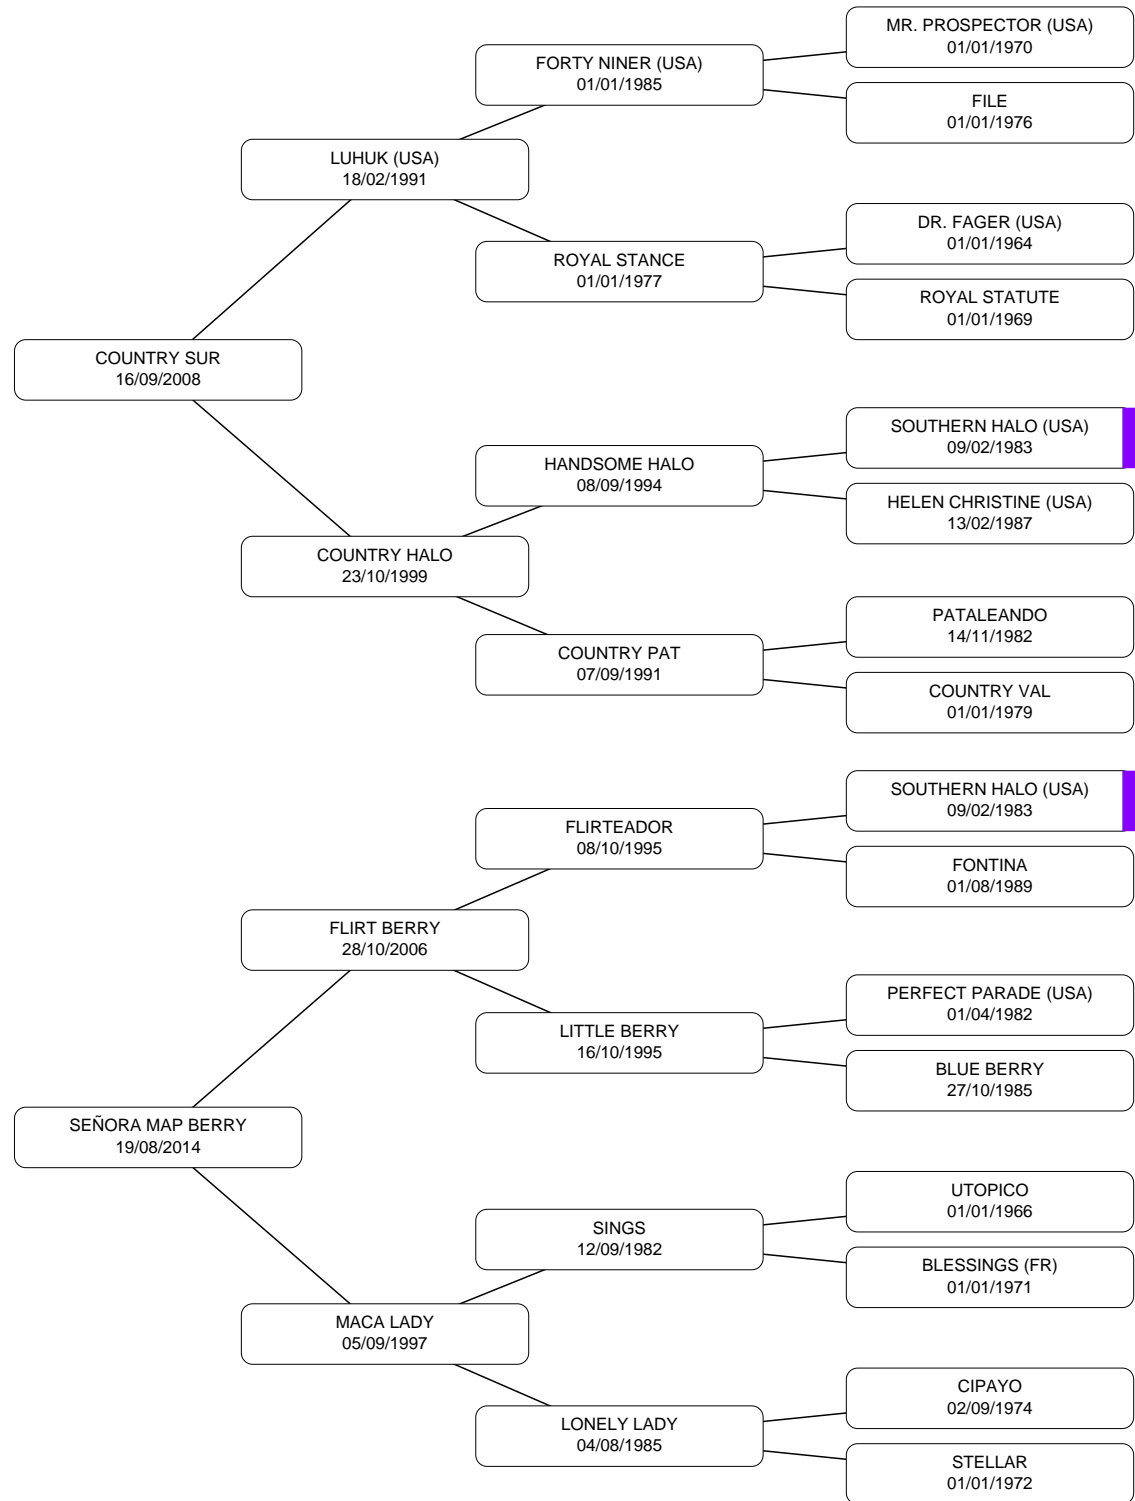 MR. PROSPECTOR (USA)
01/01/1970
FORTY NINER (USA)
01/01/1985
FILE
01/01/1976
LUHUK (USA)
18/02/1991
DR. FAGER (USA)
01/01/1964
ROYAL STANCE
01/01/1977
ROYAL STATUTE
01/01/1969
COUNTRY SUR
16/09/2008
SOUTHERN HALO (USA)
09/02/1983
HANDSOME HALO
08/09/1994
HELEN CHRISTINE (USA)
13/02/1987
COUNTRY HALO
23/10/1999
PATALEANDO
14/11/1982
COUNTRY PAT
07/09/1991
COUNTRY VAL
01/01/1979
SOUTHERN HALO (USA)
09/02/1983
FLIRTEADOR
08/10/1995
FONTINA
01/08/1989
FLIRT BERRY
28/10/2006
PERFECT PARADE (USA)
01/04/1982
LITTLE BERRY
16/10/1995
BLUE BERRY
27/10/1985
SEÑORA MAP BERRY
19/08/2014
UTOPICO
01/01/1966
SINGS
12/09/1982
BLESSINGS (FR)
01/01/1971
MACA LADY
05/09/1997
CIPAYO
02/09/1974
LONELY LADY
04/08/1985
STELLAR
01/01/1972